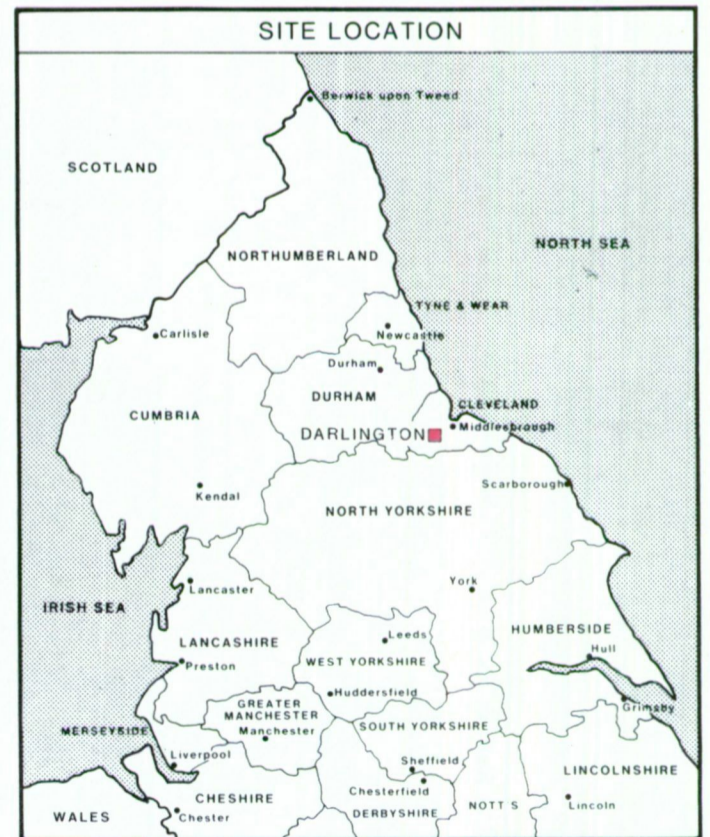 SITE LOCATION
Berwick upon Tweed
SCOTLAND
NORTH SEA
NORTHUMBERLAND
TYNE & WEAR
Carlisle
Newcastle
Durham
DURHAM
CLEVELAND
CUMBRIA
Middlesbrough
DARLINGTON
Scarborough
Kendal
NORTH YORKSHIRE
York
Lancaster
IRISH SEA
HUMBERSIDE
Leeds
LANCASHIRE
Hull
WEST YORKSHIRE
Preston
Huddersfield
GREATER
MANCHESTER
Grimsby
SOUTH YORKSHIRE
MERSEYSIDE
Manchester
Liverpool
Sheffield
LINCOLNSHIRE
Chesterfield
CHESHIRE
NOTT S
Lincoln
DERBYSHIRE
WALES
Chester